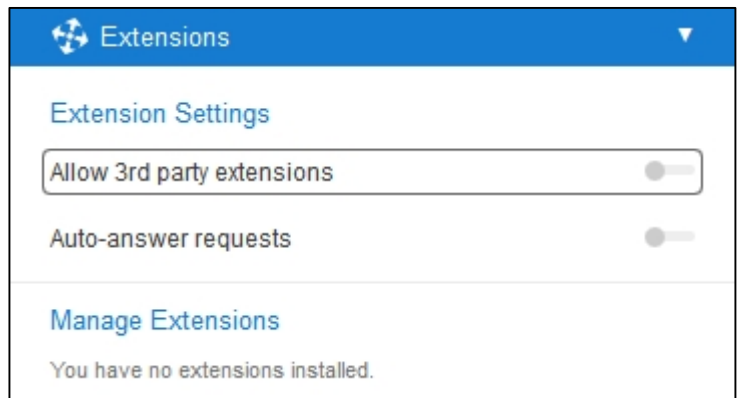 Extensions
Extension Settings
Allow 3rd party extensions
Auto-answer requests
Manage Extensions
You have no extensions installed.